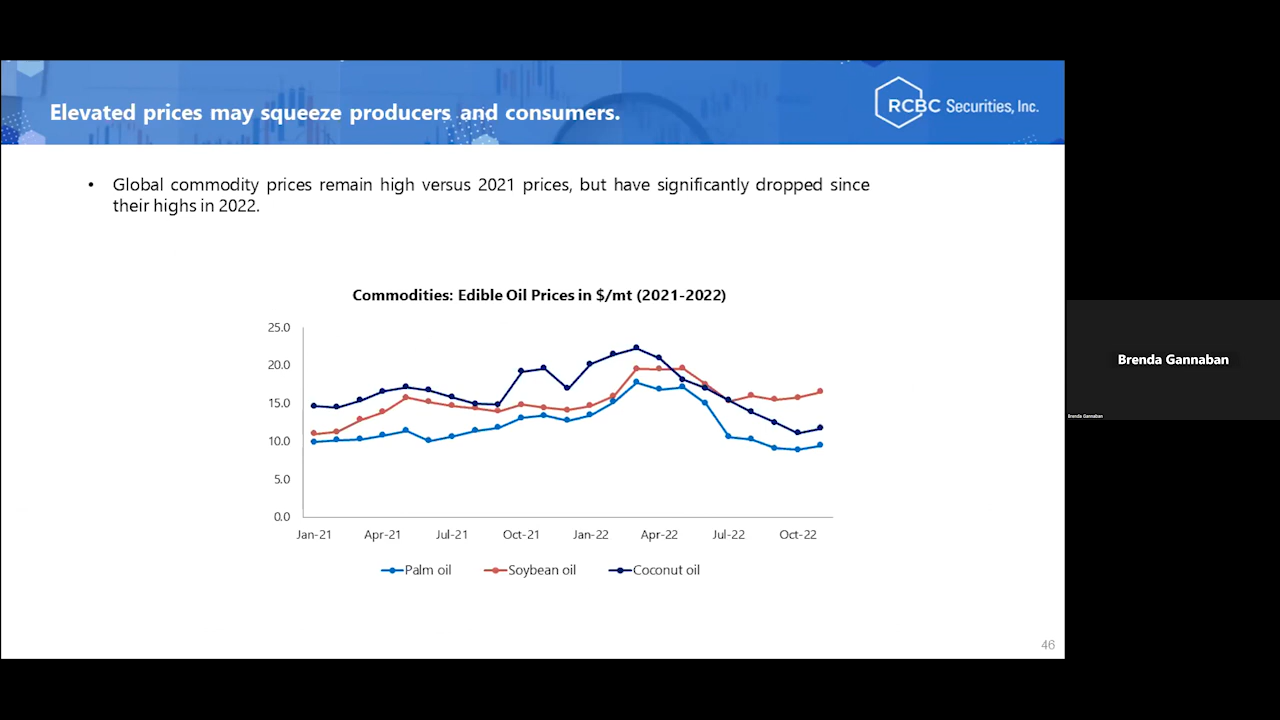 Elevated prices may squeeze producers and consumers.
RCBC Securities, Inc.
• Global commodity prices remain high versus 2021 prices, but have significantly dropped since
their highs in 2022.
Commodities: Edible Oil Prices in $/mt (2021-2022)
25.0
20.0
15.0
10.0
5.0
0.0
Jan-21 Apr-21 Jul-21 Oct-21 Jan-22 Apr-22 Jul-22 Oct-22
Palm oil Soybean oil Coconut oil
46
Brenda Gannaban
Brenda Gannaban